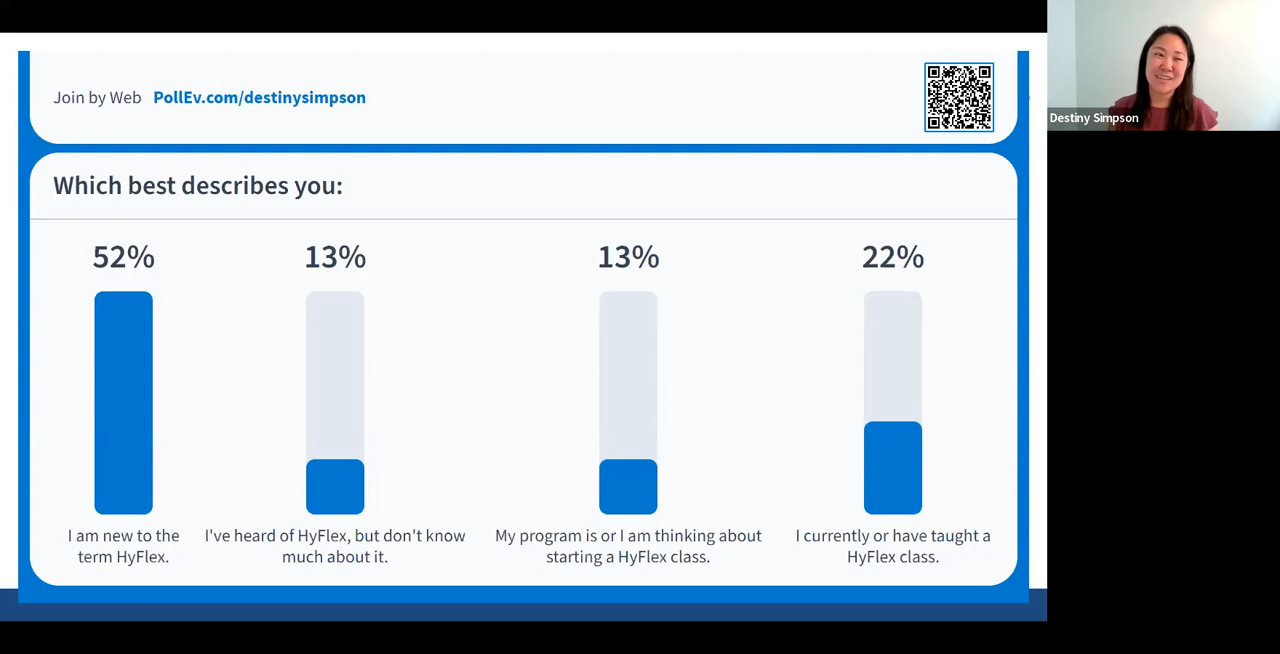 Join by Web PollEv.com/destinysimpson
Destiny Simpson
Which best describes you:
52%
13%
13%
22%
I am new to the
term HyFlex.
I've heard of HyFlex, but don't know
much about it.
My program is or I am thinking about
starting a HyFlex class.
I currently or have taught a
HyFlex class.